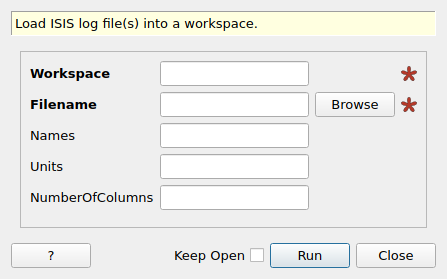 Load ISIS log file(s) into a workspace.
Workspace
Filename Browse
Names
Units
NumberOfColumns
? Keep Open Run Close